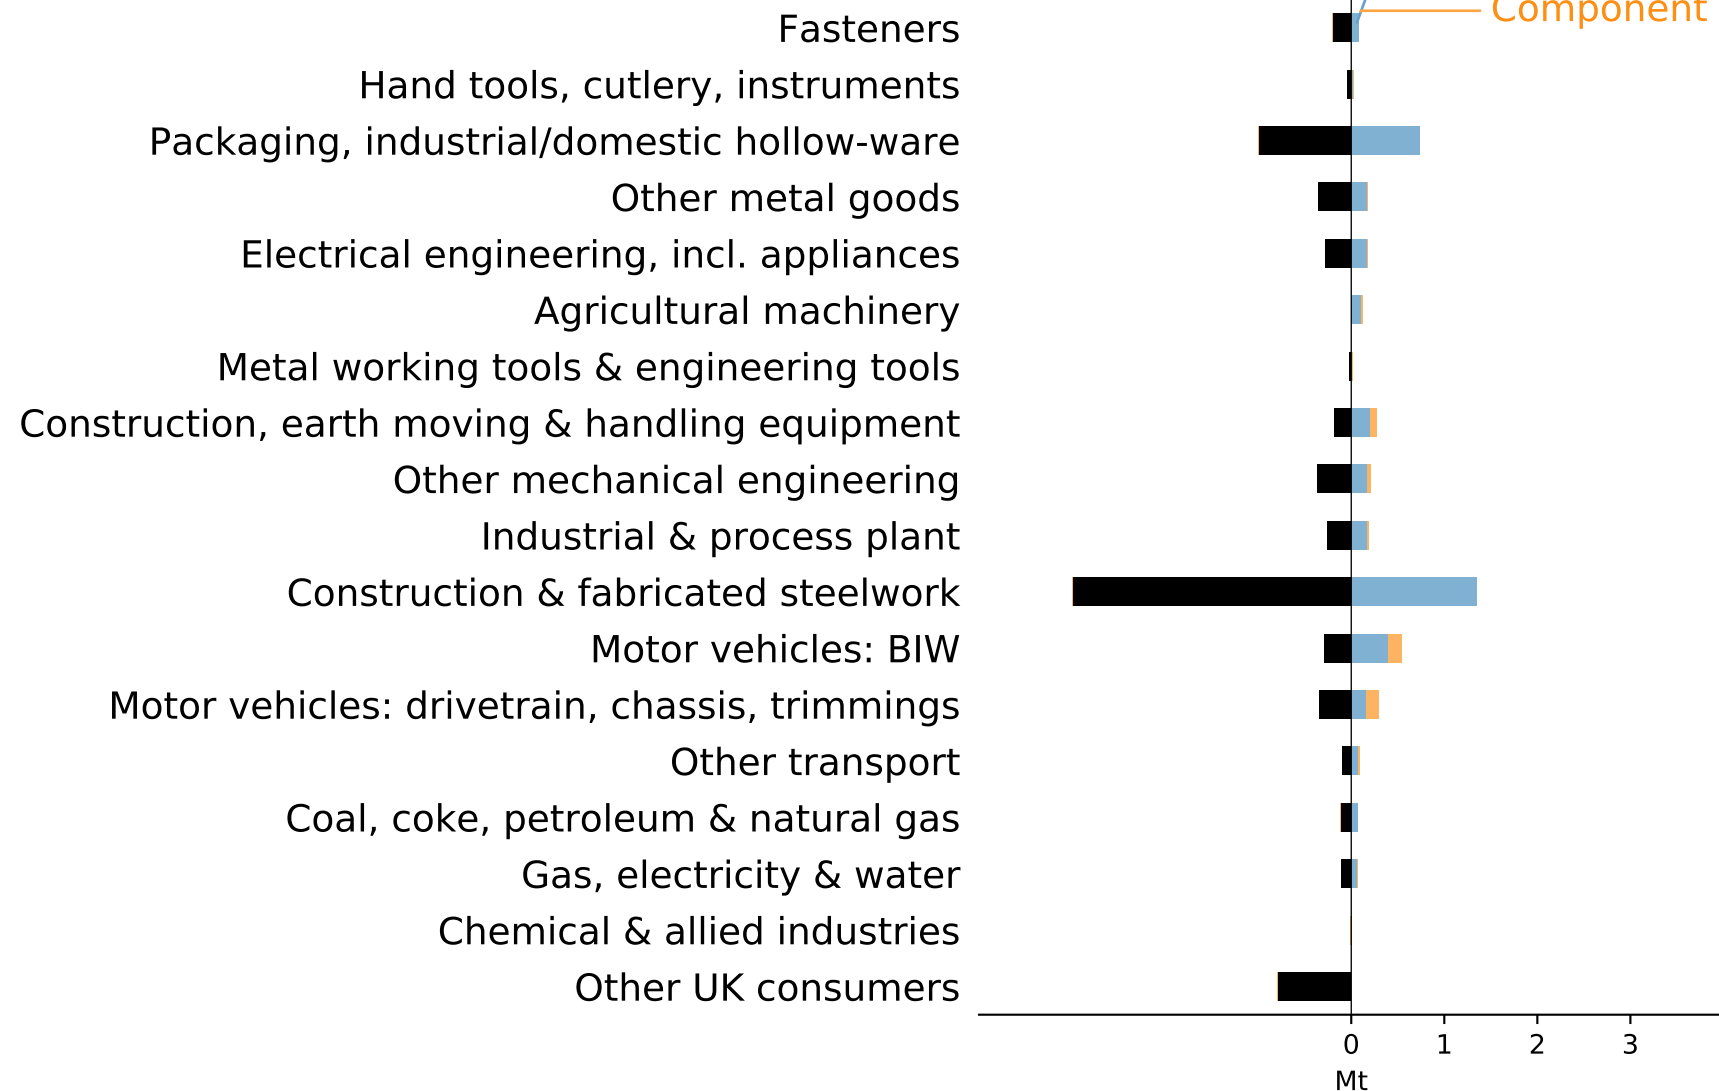 Component
Fasteners
Hand tools, cutlery, instruments
Packaging, industrial/domestic hollow-ware
Other metal goods
Electrical engineering, incl. appliances
Agricultural machinery
Metal working tools & engineering tools
Construction, earth moving & handling equipment
Other mechanical engineering
Industrial & process plant
Construction & fabricated steelwork
Motor vehicles: BIW
Motor vehicles: drivetrain, chassis, trimmings
Other transport
Coal, coke, petroleum & natural gas
Gas, electricity & water
Chemical & allied industries
Other UK consumers
0 1 2 3
Mt